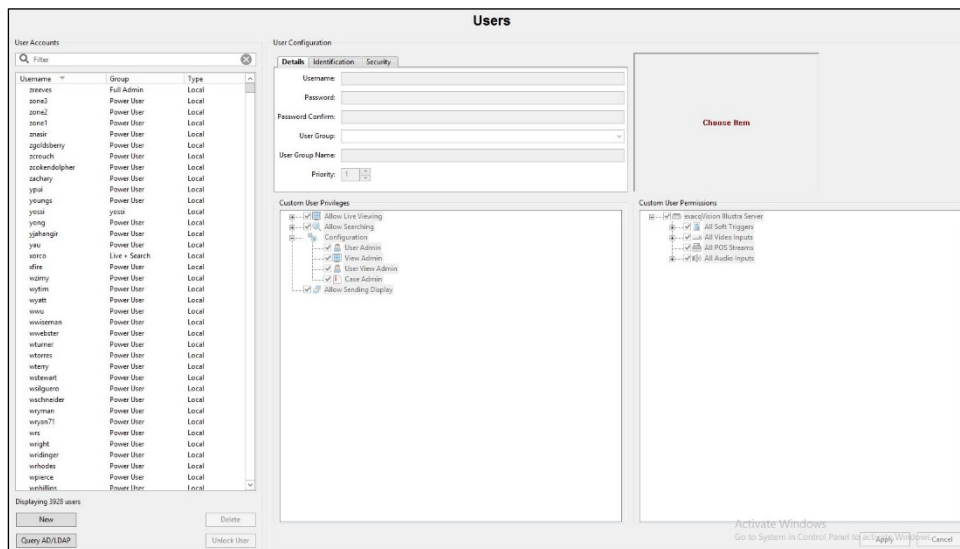 Users
User Accounts
Filter
Username Group Type
zreeves Full Admin Local
zone3 Power User Local
zone2 Power User Local
zone1 Power User Local
znasir Power User Local
zgoldsberry Power User Local
zcrouch Power User Local
zcokendolpher Power User Local
zachary Power User Local
ypui Power User Local
youngs Power User Local
yossi yossi Local
yong Power User Local
yjahangir Power User Local
yau Power User Local
xorco Live + Search Local
xfire Power User Local
wzimy Power User Local
wytim Power User Local
wyatt Power User Local
wwu Power User Local
wwiseman Power User Local
wwebster Power User Local
wturner Power User Local
wtorres Power User Local
wterry Power User Local
wstewart Power User Local
wsilguero Power User Local
wschneider Power User Local
wryman Power User Local
wryan71 Power User Local
wrs Power User Local
wright Power User Local
wridinger Power User Local
wrhodes Power User Local
wpierce Power User Local
wphillips Power User Local
Displaying 3928 users
New Delete
Query AD/LDAP Unlock User
User Configuration
Details Identification Security
Username:
Password:
Password Confirm:
User Group:
User Group Name:
Priority: 1
Choose Item
Custom User Privileges
Allow Live Viewing
Allow Searching
Configuration
User Admin
View Admin
User View Admin
Case Admin
Allow Sending Display
Custom User Permissions
exacqVision Illustra Server
All Soft Triggers
All Video Inputs
All POS Streams
All Audio Inputs
Activate Windows
Go to System in Control Panel to activate Windows.
Apply Cancel